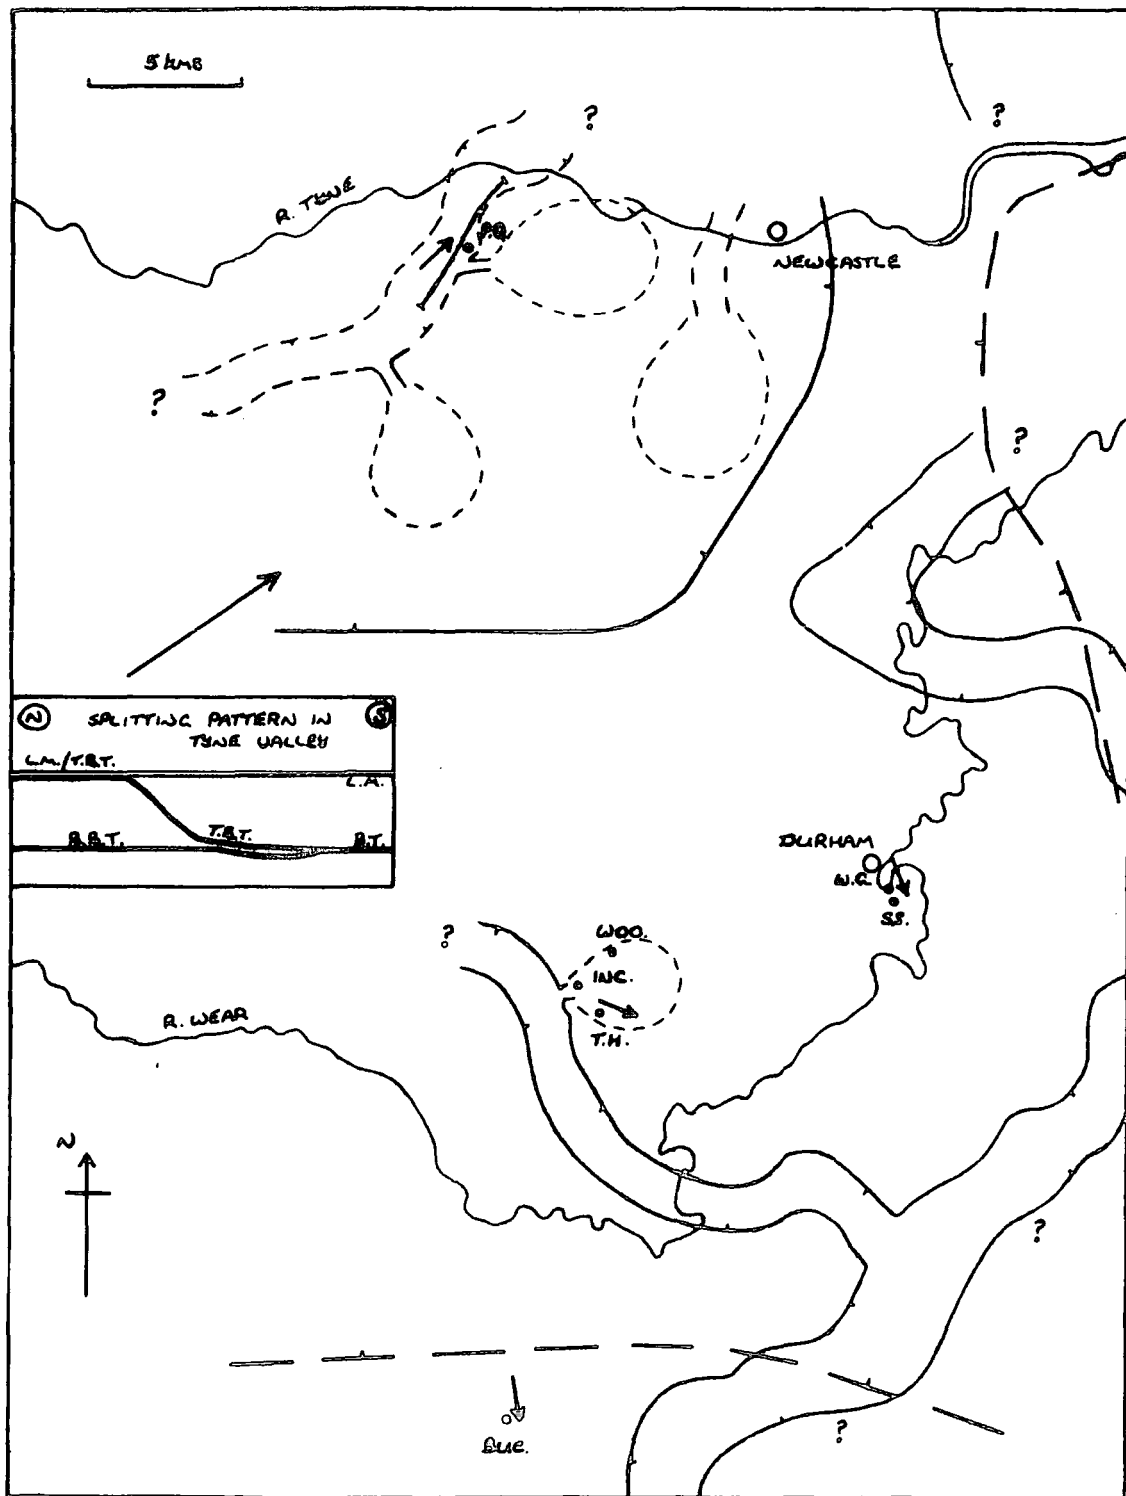 5 kms
?
?
R. TYNE
NEWCASTLE
?
?
N SPLITTING PATTERN IN S
TYNE VALLEY
L.M./T.B.T.
L.M.
B.B.T.
T.B.T.
B.T.
DURHAM
W.G.
S.S.
?
WOO.
INC.
T.H.
R. WEAR
N
?
?